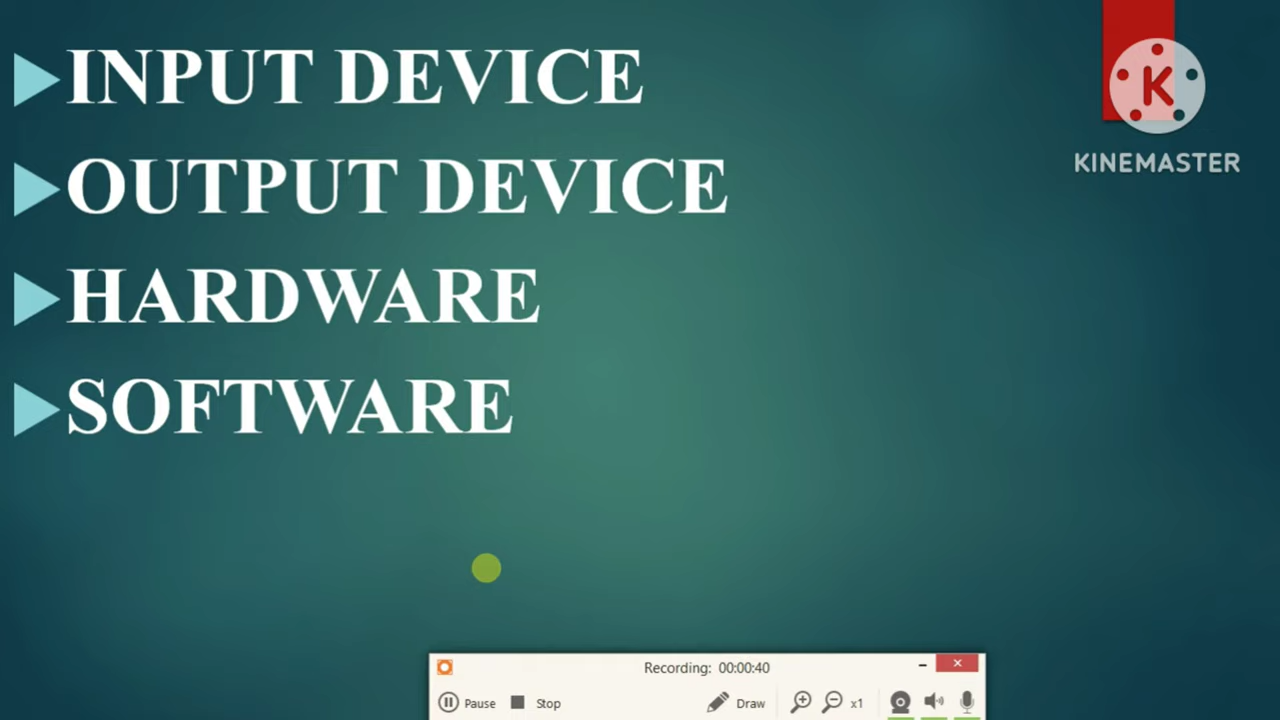 INPUT DEVICE
OUTPUT DEVICE
HARDWARE
SOFTWARE
K
KINEMASTER
Recording: 00:00:40
Pause
Stop
Draw
x1